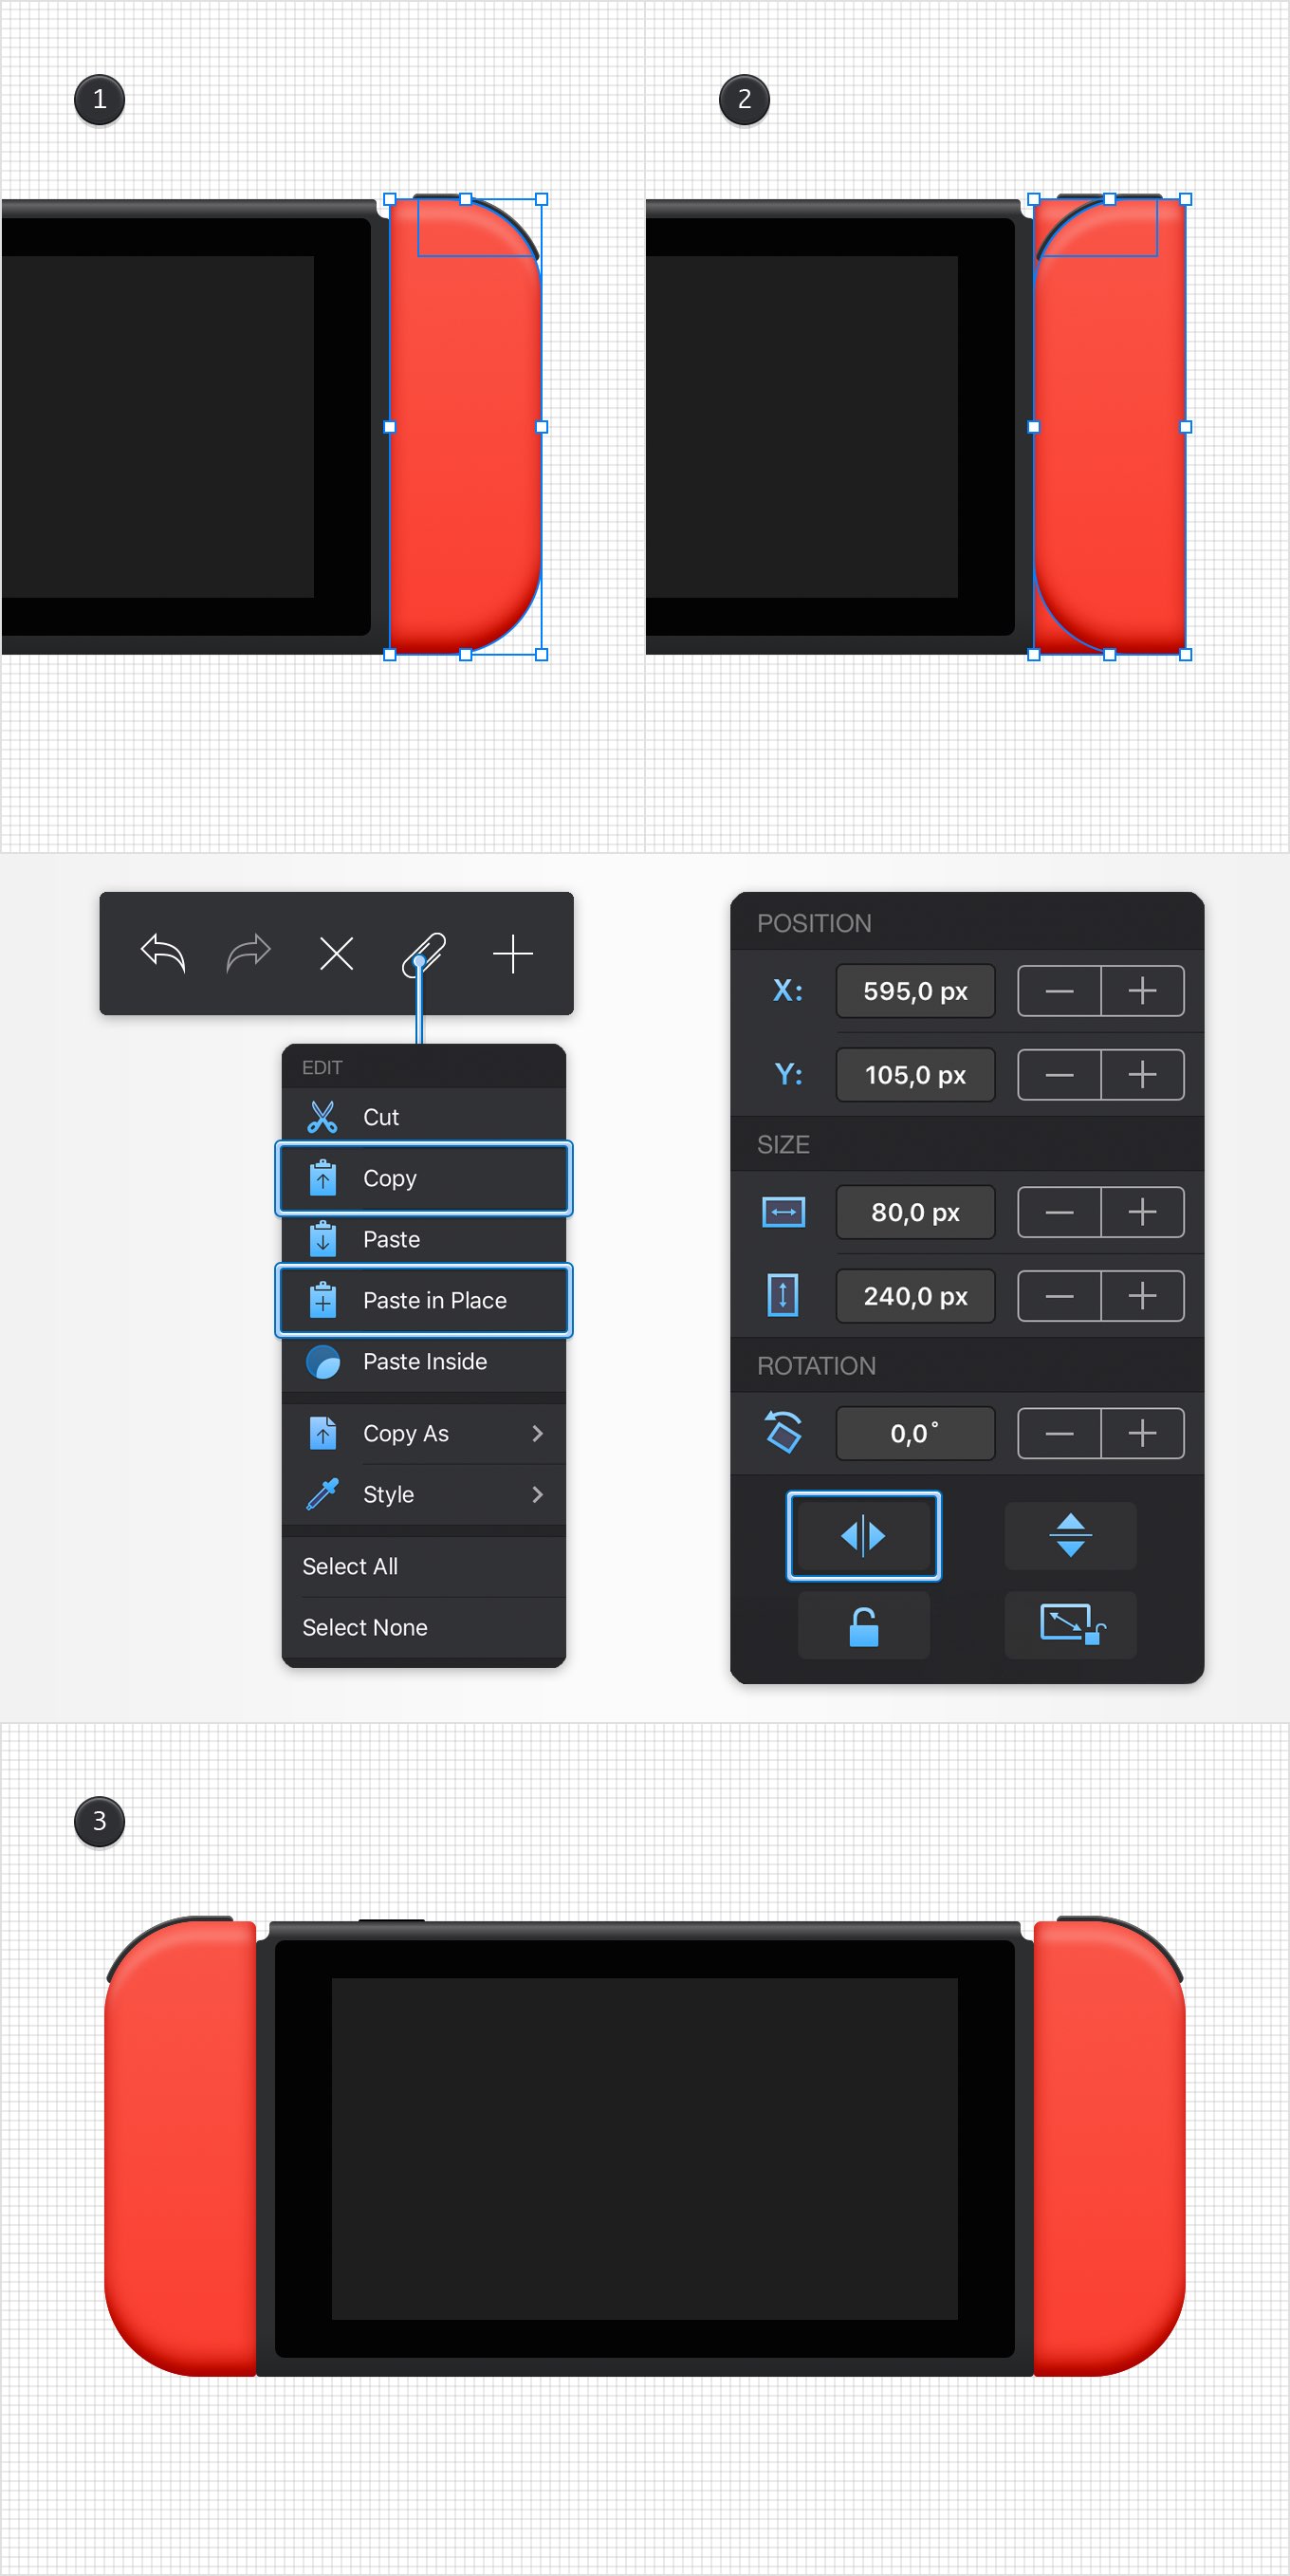 1
2
EDIT
Cut
Copy
Paste
Paste in Place
Paste Inside
Copy As
Style
Select All
Select None
POSITION
X: 595,0 px
Y: 105,0 px
SIZE
80,0 px
240,0 px
ROTATION
0,0°
3